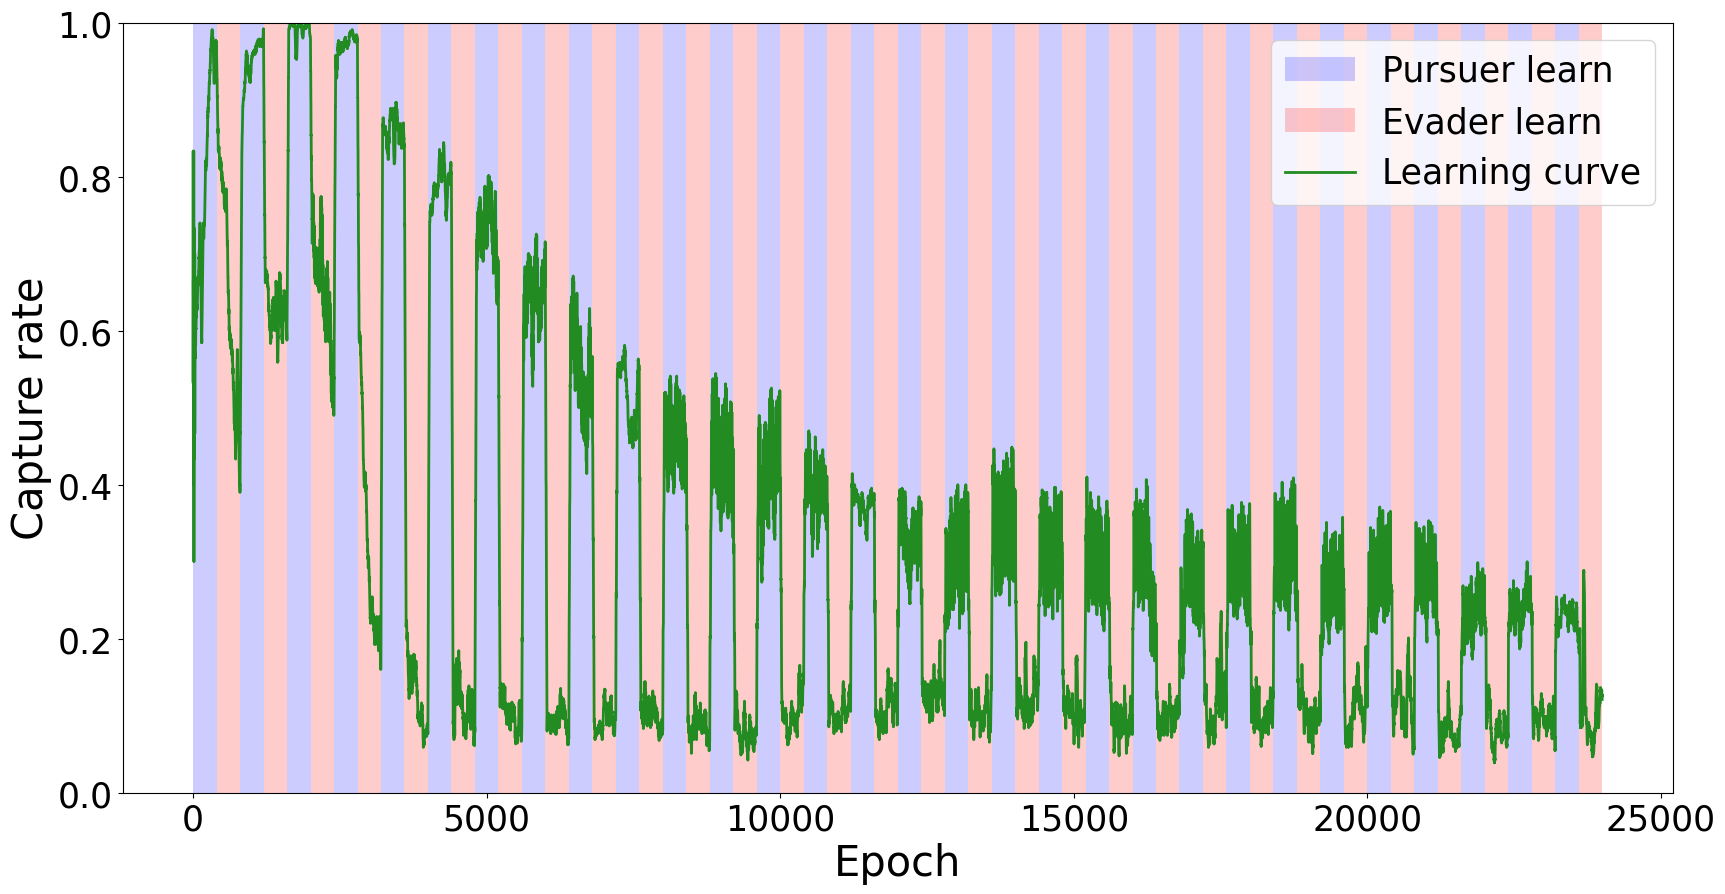 Capture rate
1.0
0.8
0.6
0.4
0.2
0.0
Pursuer learn
Evader learn
Learning curve
0 5000 10000 15000 20000 25000
Epoch